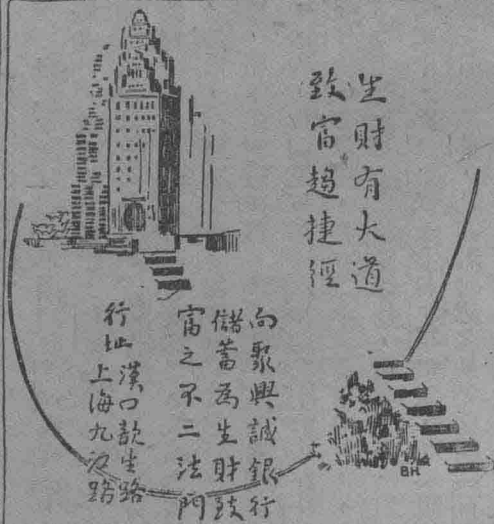 生財有大道
致富趨捷經
向聚興誠銀行
儲蓄為生財致
富之不二法門
行址 漢口歆生路
上海九江路
BH